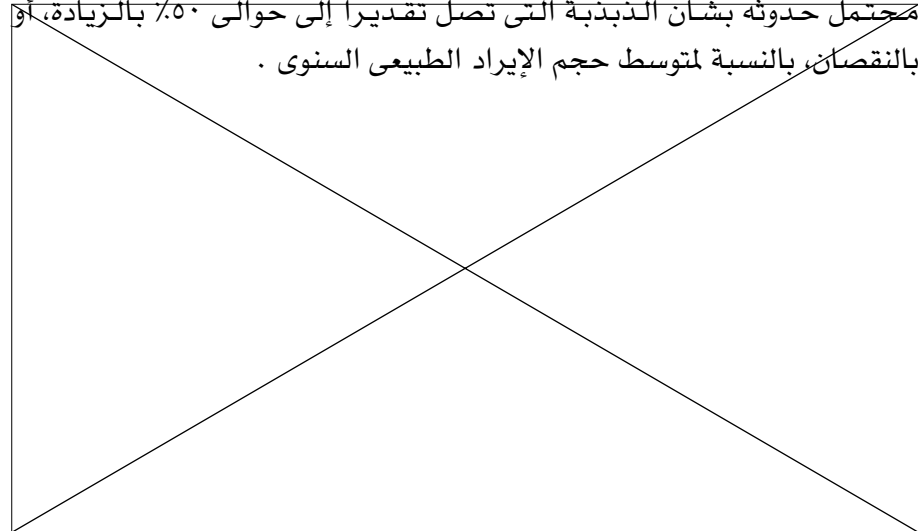 محتمل حدوثه بشأن الذبذبة التى تصل تقديرا إلى حوالى ٥٠٪ بالزيادة، أو
بالنقصان، بالنسبة لمتوسط حجم الإيراد الطبيعى السنوى .